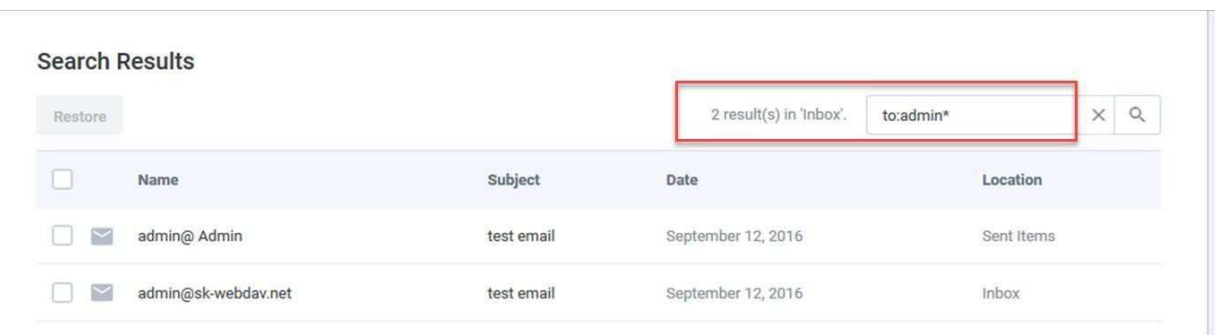 Search Results
Restore
2 result(s) in 'Inbox'. to:admin*
Name Subject Date Location
admin@ Admin test email September 12, 2016 Sent Items
admin@sk-webdav.net test email September 12, 2016 Inbox